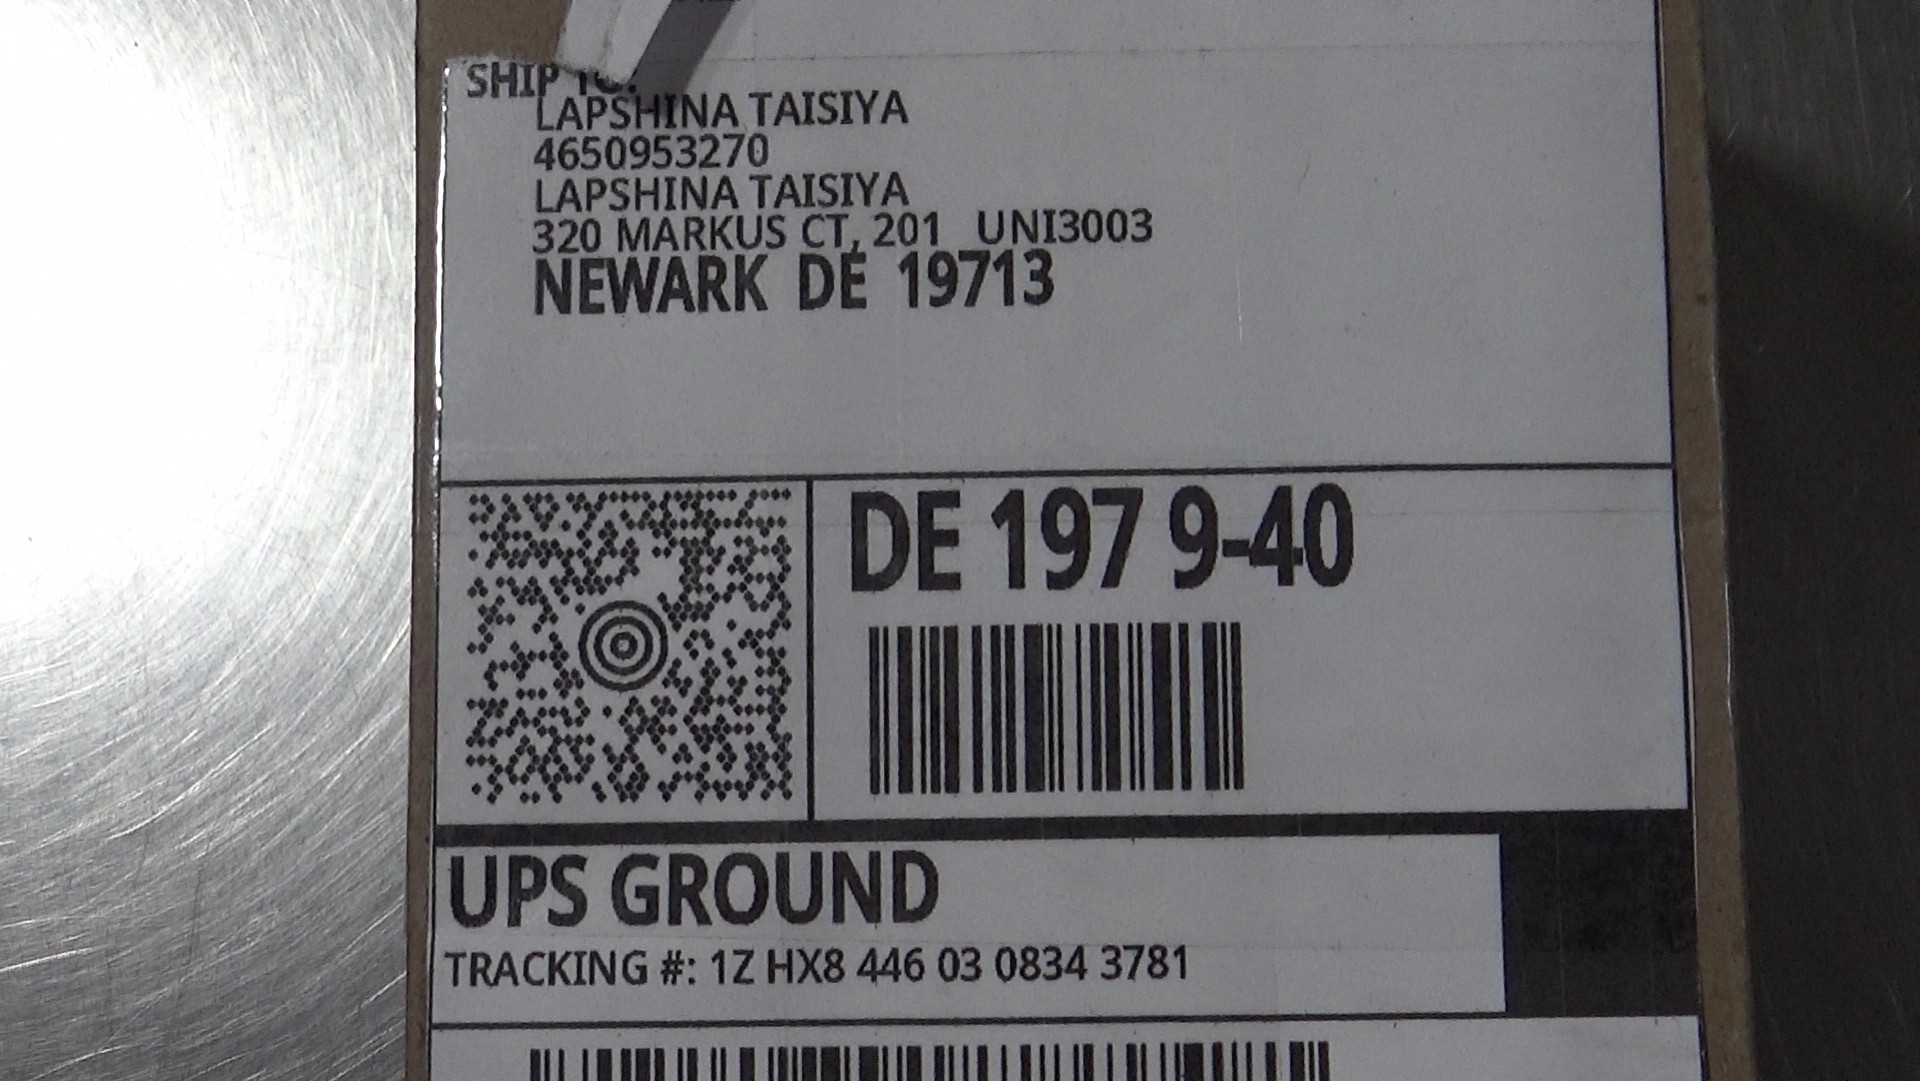 SHIP TO:
LAPSHINA TAISIYA
4650953270
LAPSHINA TAISIYA
320 MARKUS CT, 201 UNI3003
NEWARK DE 19713
DE 197 9-40
UPS GROUND
TRACKING #: 1Z HX8 446 03 0834 3781